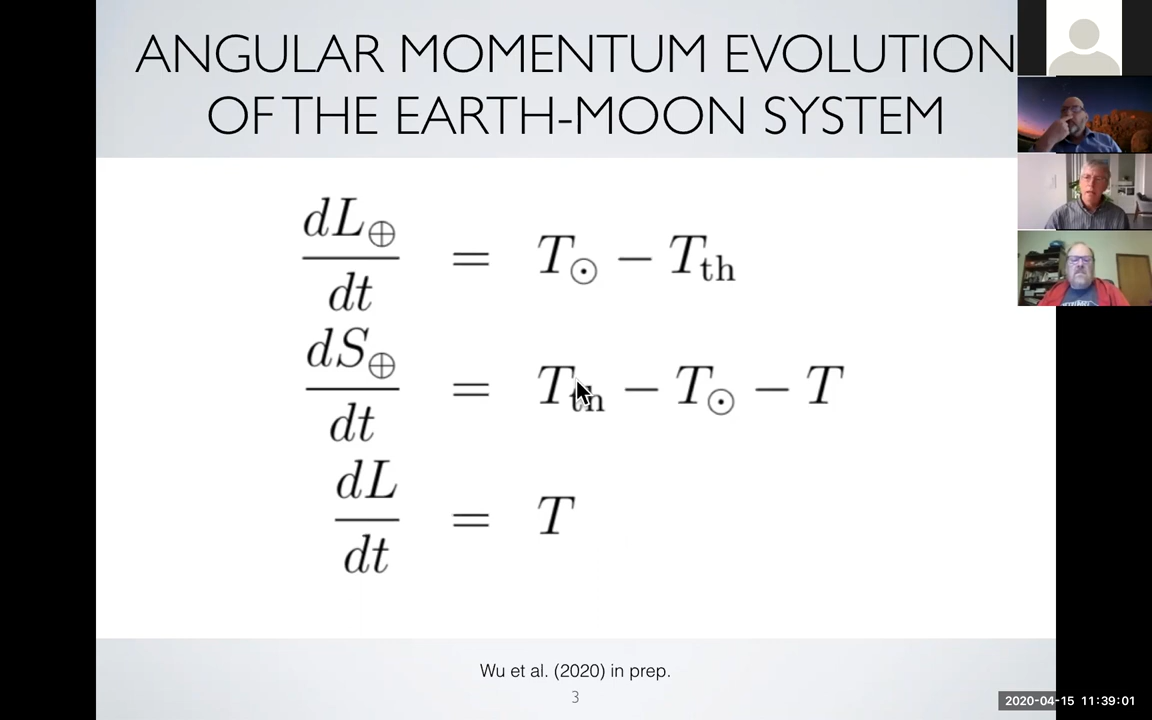 ANGULAR MOMENTUM EVOLUTION
OF THE EARTH-MOON SYSTEM
dL⊕/dt = T⊙ − Tth
dS⊕/dt = Tth − T⊙ − T
dL/dt = T
Wu et al. (2020) in prep.
3
2020-04-15 11:39:01